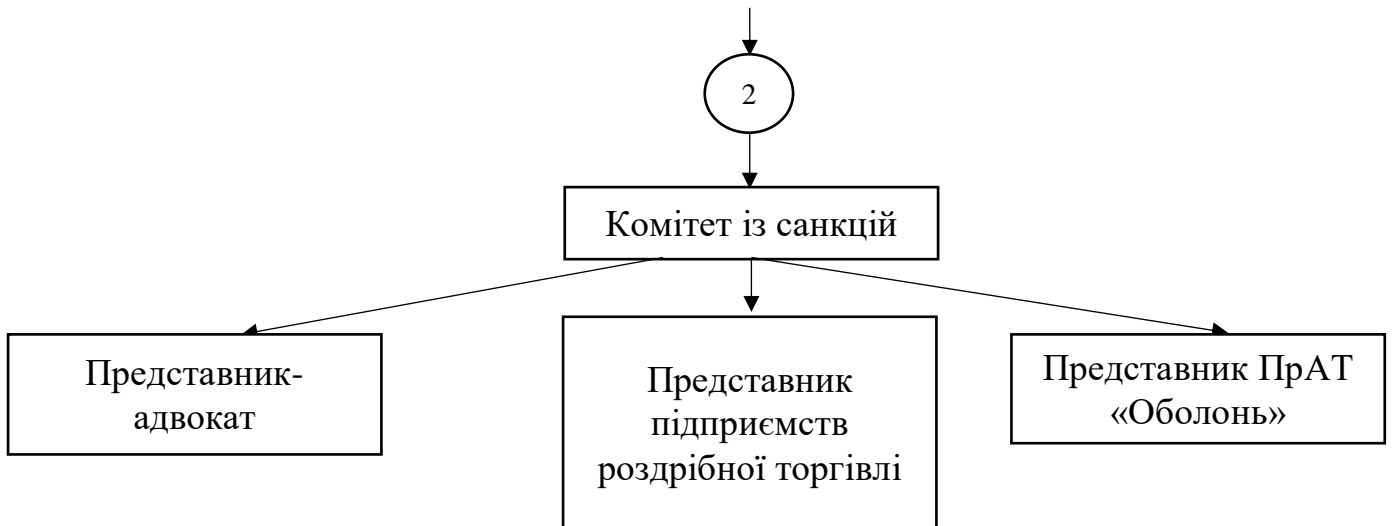 2
Комітет із санкцій
Представник-
адвокат
Представник
підприємств
роздрібної торгівлі
Представник ПрАТ
«Оболонь»